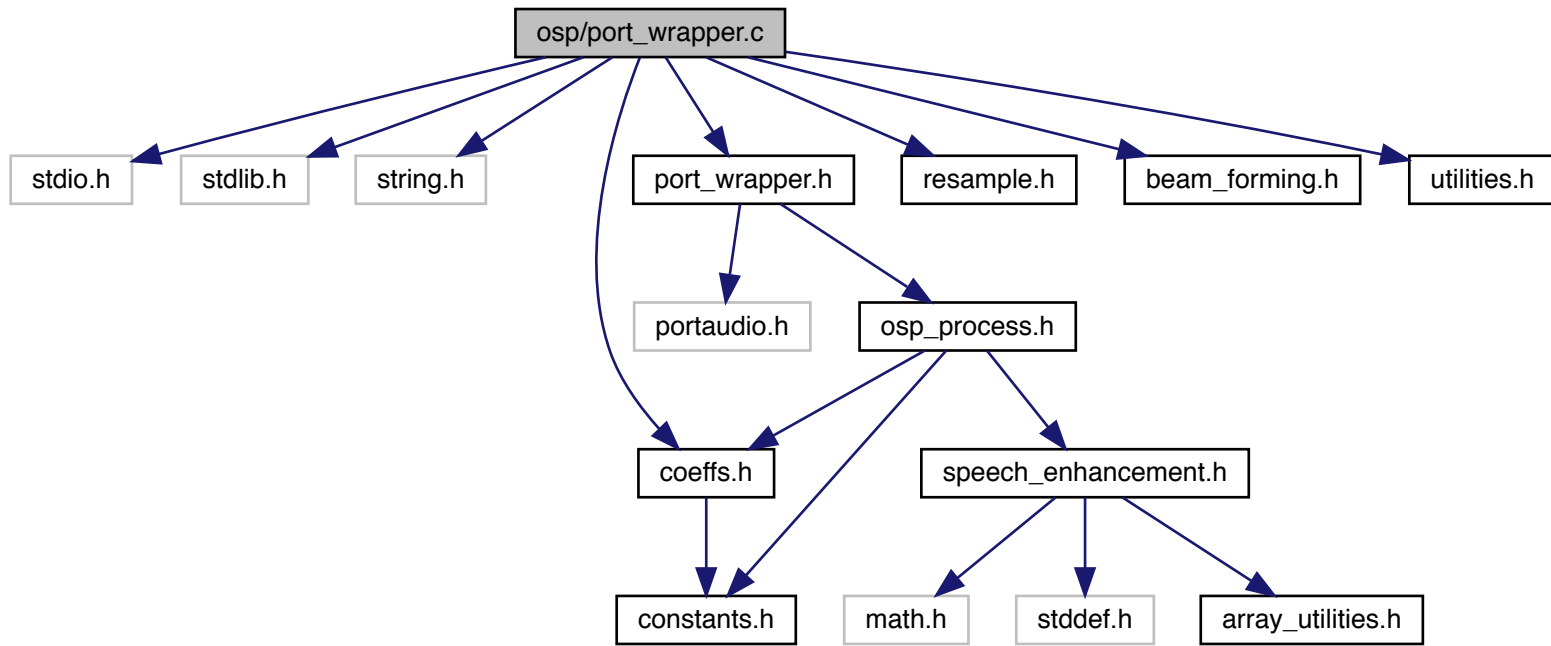 osp/port_wrapper.c
stdio.h
stdlib.h
string.h
port_wrapper.h
resample.h
beam_forming.h
utilities.h
portaudio.h
osp_process.h
coeffs.h
speech_enhancement.h
constants.h
math.h
stddef.h
array_utilities.h